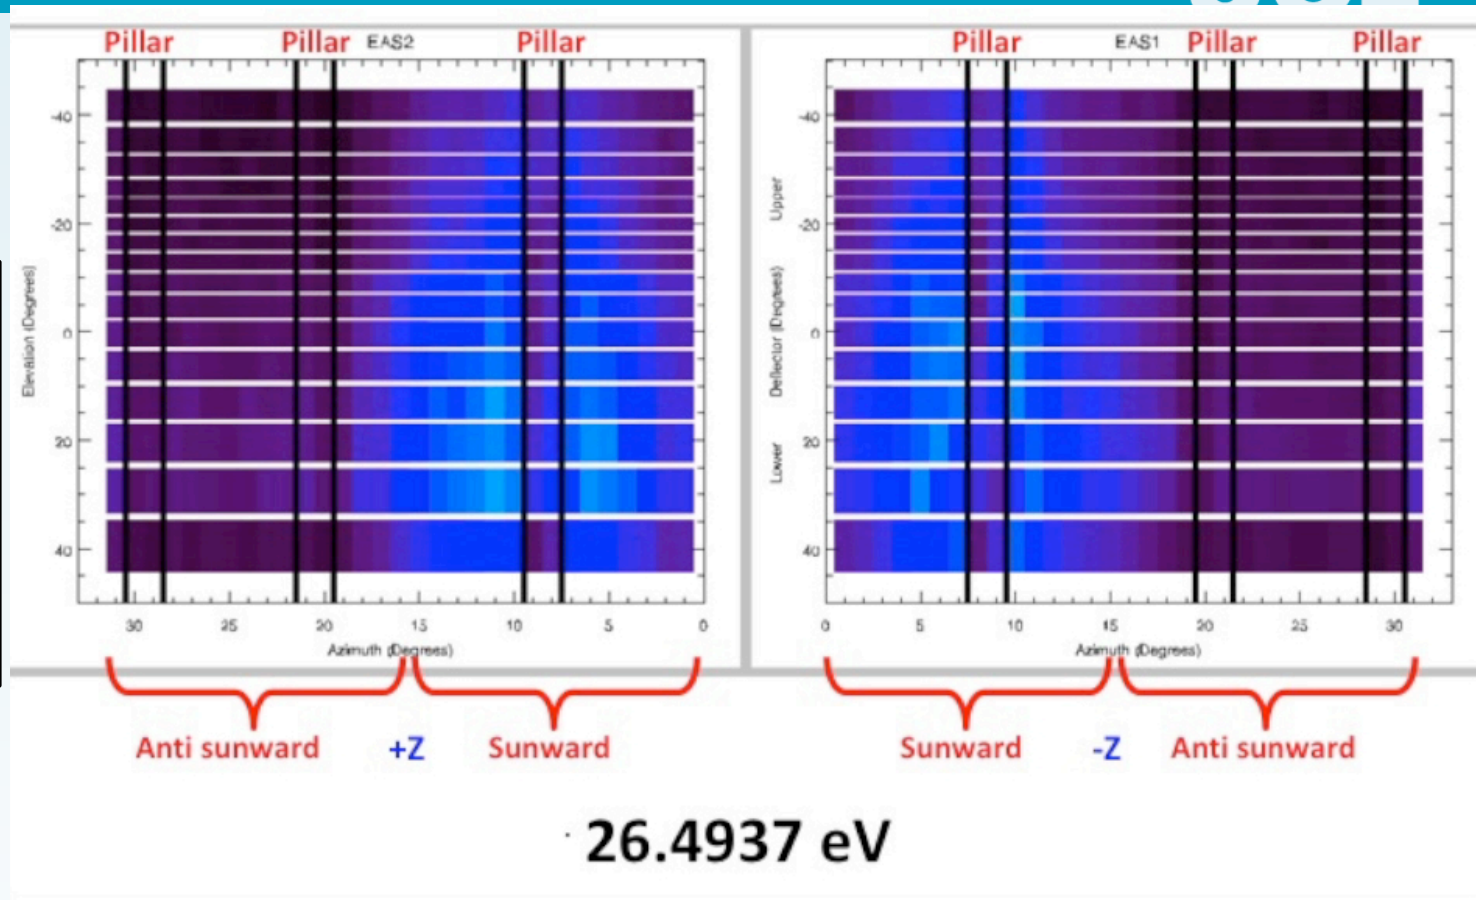 Pillar Pillar EAS2 Pillar
-40
-20
0
20
40
Elevation (Degrees)
30 25 20 15 10 5 0
Azimuth (Degrees)
Pillar EAS1 Pillar Pillar
-40
-20
0
20
40
Upper
Deflector (Degrees)
Lower
0 5 10 15 20 25 30
Azimuth (Degrees)
Anti sunward +Z Sunward
Sunward -Z Anti sunward
26.4937 eV